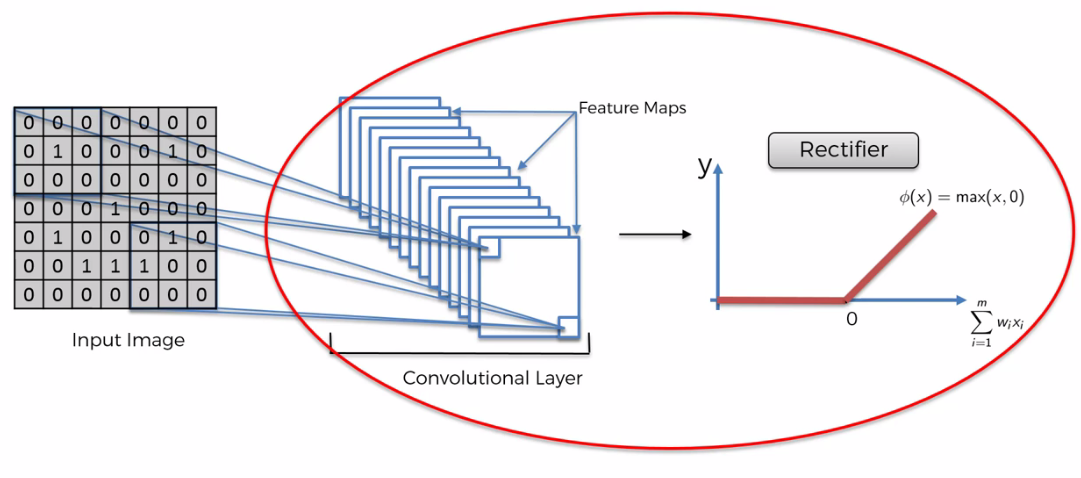 0 0 0 0 0 0 0
0 1 0 0 0 1 0
0 0 0 0 0 0 0
0 0 0 1 0 0 0
0 1 0 0 0 1 0
0 0 1 1 1 0 0
0 0 0 0 0 0 0
Input Image
Feature Maps
Convolutional Layer
Rectifier
y
ϕ(x) = max(x, 0)
0
m
∑ wᵢxᵢ
i=1